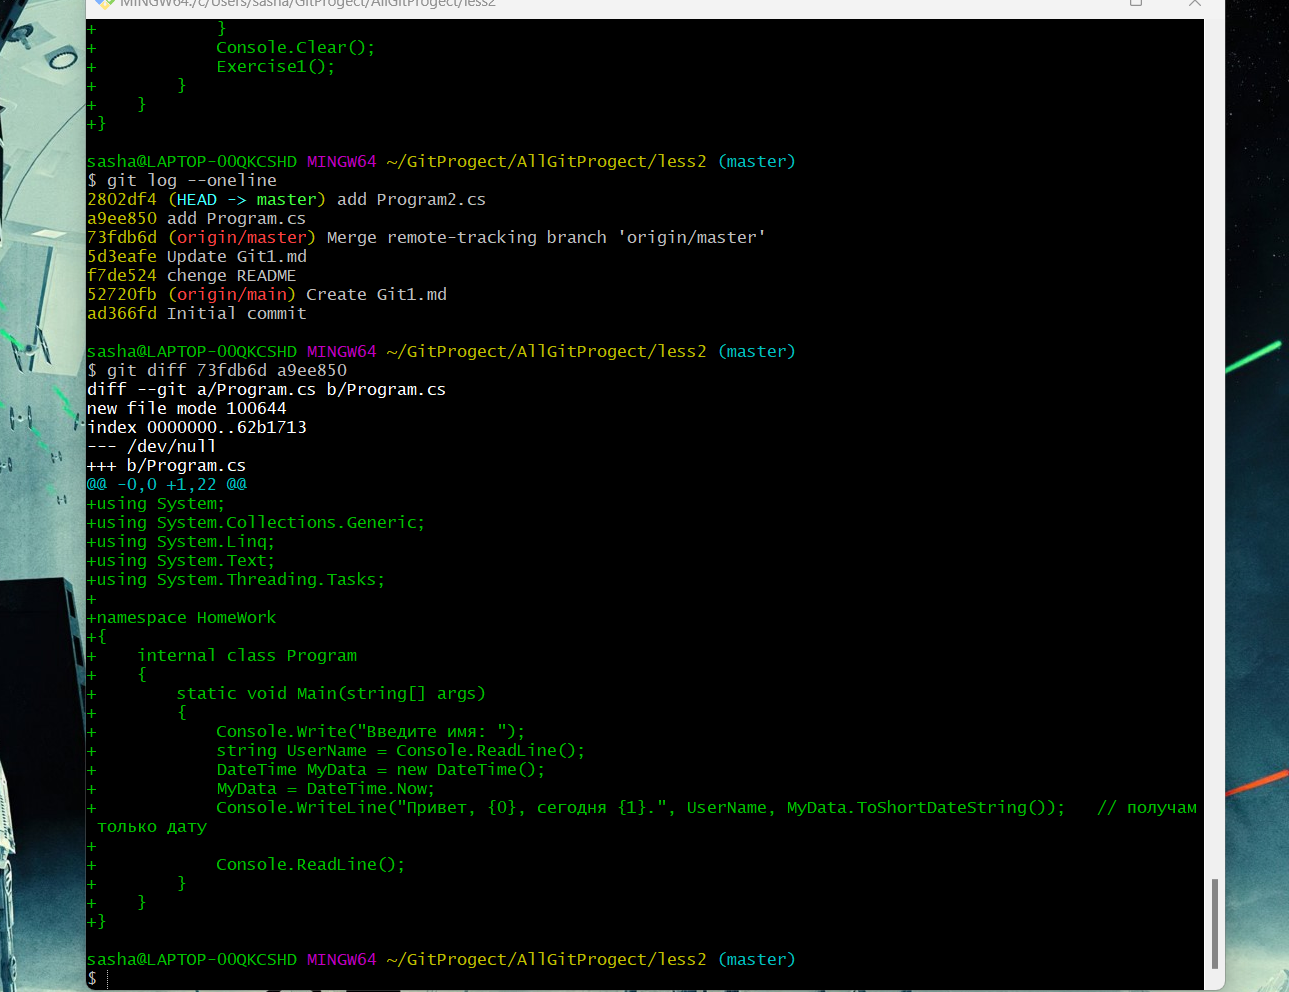 MINGW64:/c/Users/sasha/GitProgect/AllGitProgect/less2
+            }
+            Console.Clear();
+            Exercise1();
+        }
+    }
+}
sasha@LAPTOP-OOQKCSHD MINGW64 ~/GitProgect/AllGitProgect/less2 (master)
$ git log --oneline
2802df4 (HEAD -> master) add Program2.cs
a9ee850 add Program.cs
73fdb6d (origin/master) Merge remote-tracking branch 'origin/master'
5d3eafe Update Git1.md
f7de524 chenge README
52720fb (origin/main) Create Git1.md
ad366fd Initial commit
sasha@LAPTOP-OOQKCSHD MINGW64 ~/GitProgect/AllGitProgect/less2 (master)
$ git diff 73fdb6d a9ee850
diff --git a/Program.cs b/Program.cs
new file mode 100644
index 0000000..62b1713
--- /dev/null
+++ b/Program.cs
@@ -0,0 +1,22 @@
+using System;
+using System.Collections.Generic;
+using System.Linq;
+using System.Text;
+using System.Threading.Tasks;
+
+namespace HomeWork
+{
+    internal class Program
+    {
+        static void Main(string[] args)
+        {
+            Console.Write("Введите имя: ");
+            string UserName = Console.ReadLine();
+            DateTime MyData = new DateTime();
+            MyData = DateTime.Now;
+            Console.WriteLine("Привет, {0}, сегодня {1}.", UserName, MyData.ToShortDateString());   // получам
 только дату
+
+            Console.ReadLine();
+        }
+    }
+}
sasha@LAPTOP-OOQKCSHD MINGW64 ~/GitProgect/AllGitProgect/less2 (master)
$